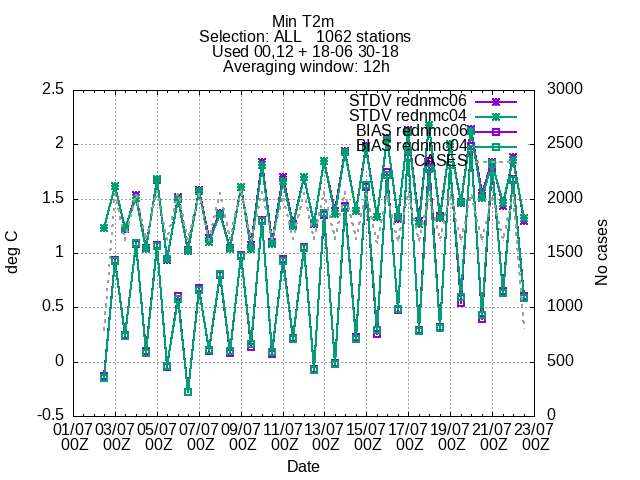 Min T2m
Selection: ALL   1062 stations
Used 00,12 + 18-06 30-18
Averaging window: 12h
STDV rednmc06
STDV rednmc04
BIAS rednmc06
BIAS rednmc04
CASES
2.5
2
1.5
1
0.5
0
-0.5
deg C
3000
2500
2000
1500
1000
500
0
No cases
01/07 03/07 05/07 07/07 09/07 11/07 13/07 15/07 17/07 19/07 21/07 23/07
00Z 00Z 00Z 00Z 00Z 00Z 00Z 00Z 00Z 00Z 00Z 00Z
Date